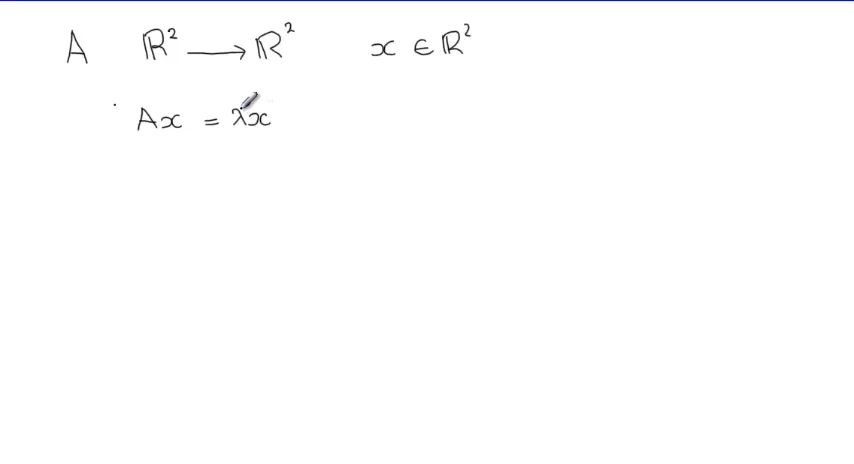 A ℝ² ⟶ ℝ² x ∈ ℝ²
Ax = λx